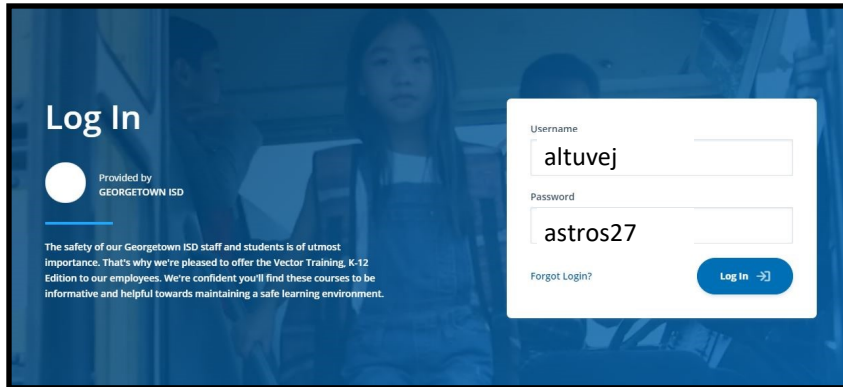 Log In
Provided by
GEORGETOWN ISD
The safety of our Georgetown ISD staff and students is of utmost
importance. That's why we're pleased to offer the Vector Training, K-12
Edition to our employees. We're confident you'll find these courses to be
informative and helpful towards maintaining a safe learning environment.
Username
altuvej
Password
astros27
Forgot Login?
Log In